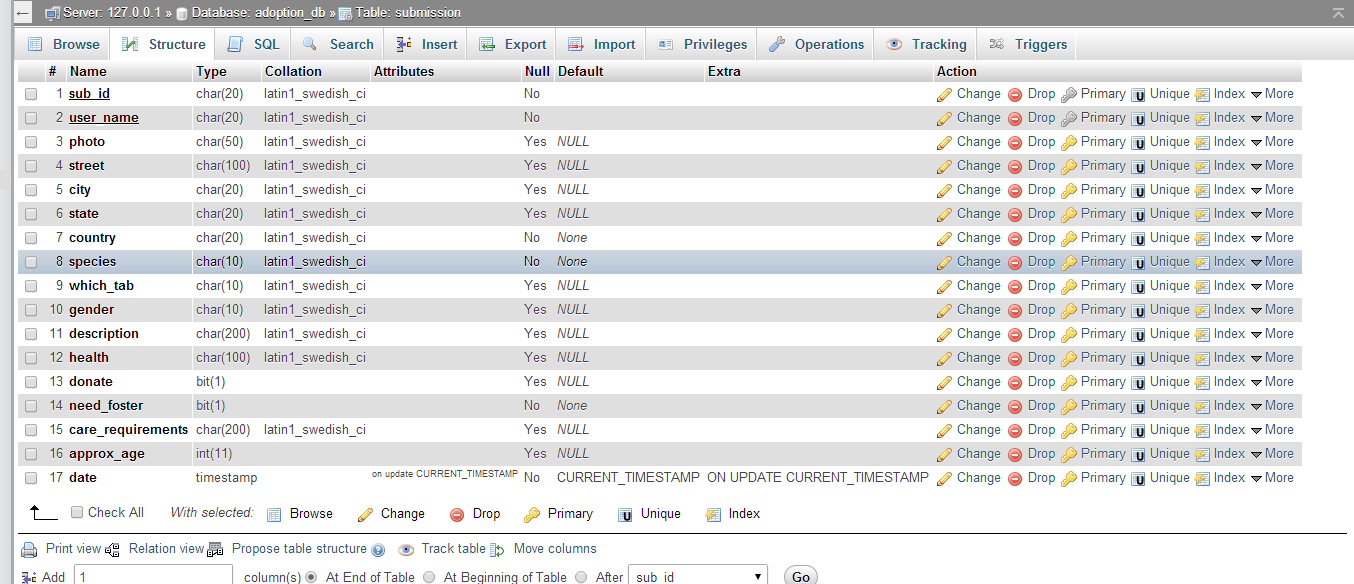 Server: 127.0.0.1 » Database: adoption_db » Table: submission
Browse Structure SQL Search Insert Export Import Privileges Operations Tracking Triggers
# Name Type Collation Attributes Null Default Extra Action
1 sub_id char(20) latin1_swedish_ci No Change Drop Primary Unique Index More
2 user_name char(20) latin1_swedish_ci No Change Drop Primary Unique Index More
3 photo char(50) latin1_swedish_ci Yes NULL Change Drop Primary Unique Index More
4 street char(100) latin1_swedish_ci Yes NULL Change Drop Primary Unique Index More
5 city char(20) latin1_swedish_ci Yes NULL Change Drop Primary Unique Index More
6 state char(20) latin1_swedish_ci Yes NULL Change Drop Primary Unique Index More
7 country char(20) latin1_swedish_ci No None Change Drop Primary Unique Index More
8 species char(10) latin1_swedish_ci No None Change Drop Primary Unique Index More
9 which_tab char(10) latin1_swedish_ci Yes NULL Change Drop Primary Unique Index More
10 gender char(10) latin1_swedish_ci Yes NULL Change Drop Primary Unique Index More
11 description char(200) latin1_swedish_ci Yes NULL Change Drop Primary Unique Index More
12 health char(100) latin1_swedish_ci Yes NULL Change Drop Primary Unique Index More
13 donate bit(1) Yes NULL Change Drop Primary Unique Index More
14 need_foster bit(1) No None Change Drop Primary Unique Index More
15 care_requirements char(200) latin1_swedish_ci Yes NULL Change Drop Primary Unique Index More
16 approx_age int(11) Yes NULL Change Drop Primary Unique Index More
17 date timestamp on update CURRENT_TIMESTAMP No CURRENT_TIMESTAMP ON UPDATE CURRENT_TIMESTAMP Change Drop Primary Unique Index More
Check All With selected: Browse Change Drop Primary Unique Index
Print view Relation view Propose table structure Track table Move columns
Add 1 column(s) At End of Table At Beginning of Table After sub_id Go